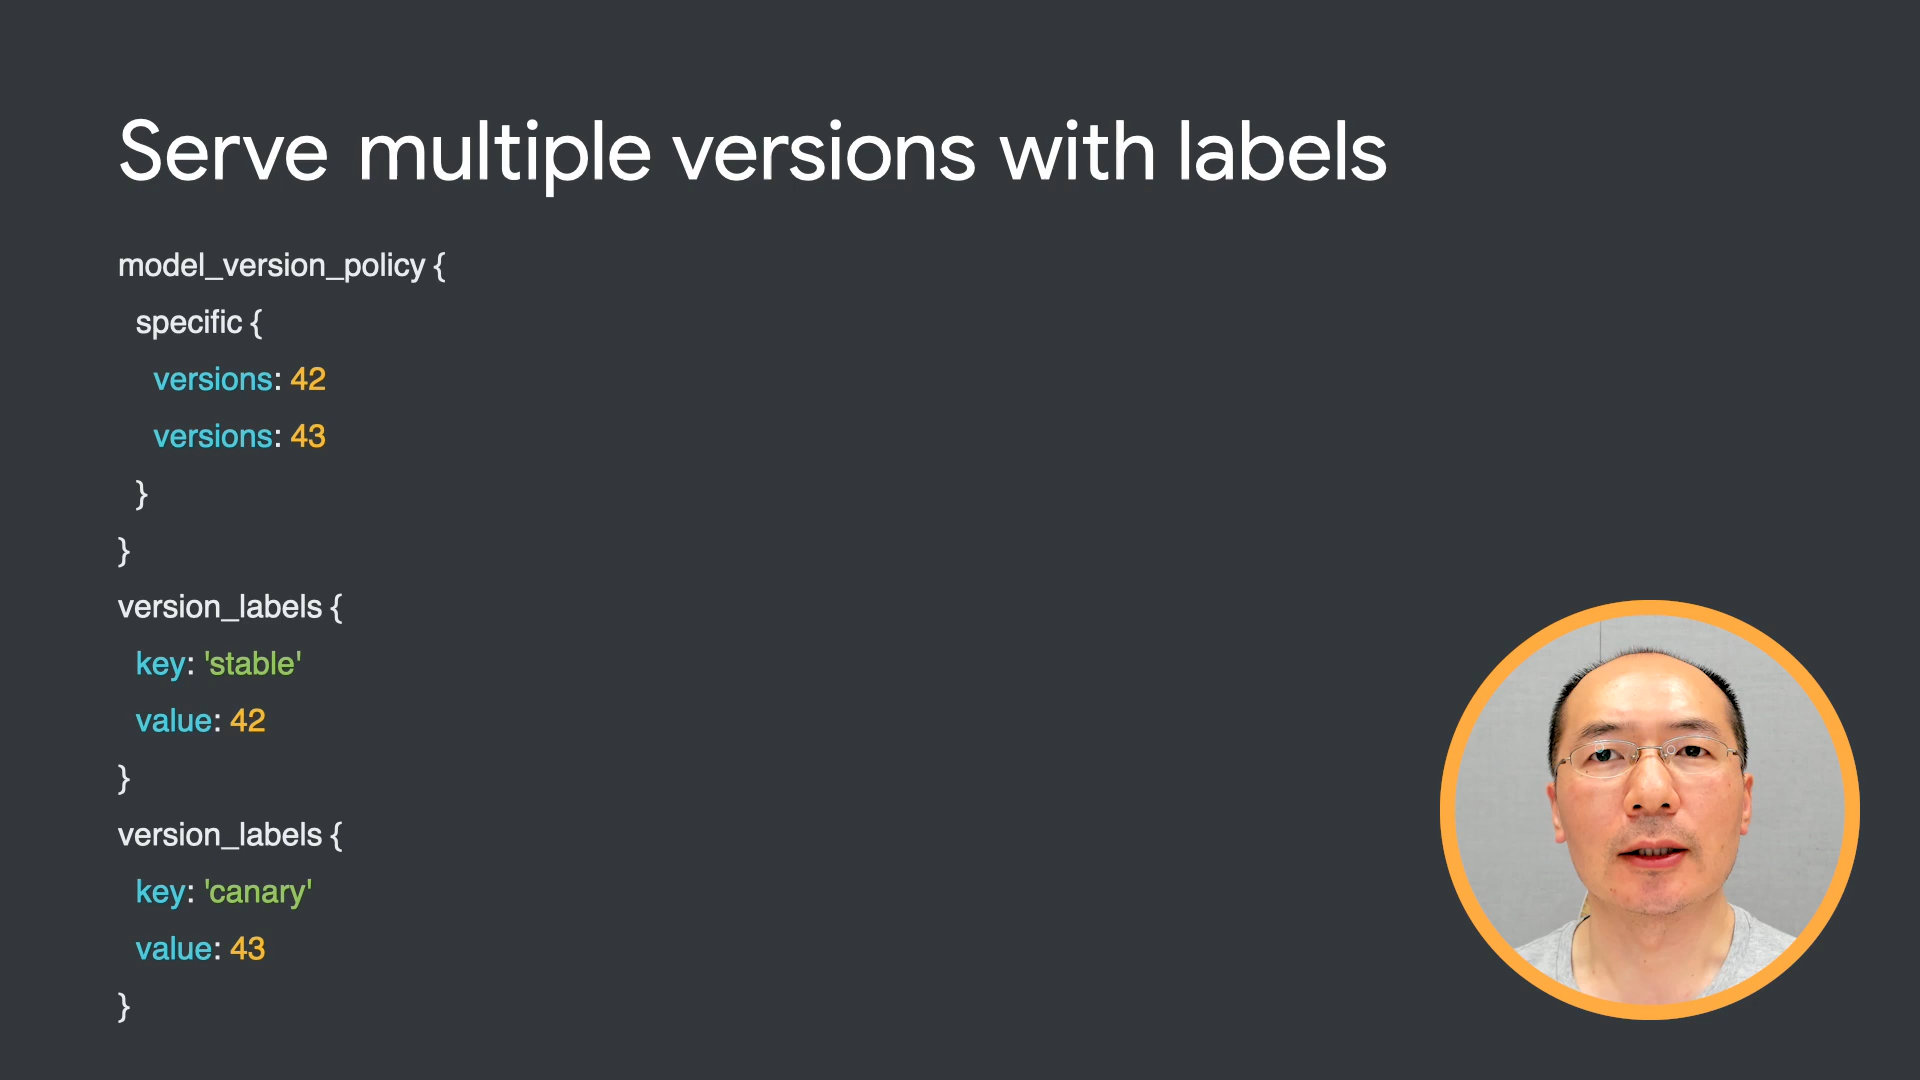 Serve multiple versions with labels
model_version_policy {
specific {
versions: 42
versions: 43
}
}
version_labels {
key: 'stable'
value: 42
}
version_labels {
key: 'canary'
value: 43
}